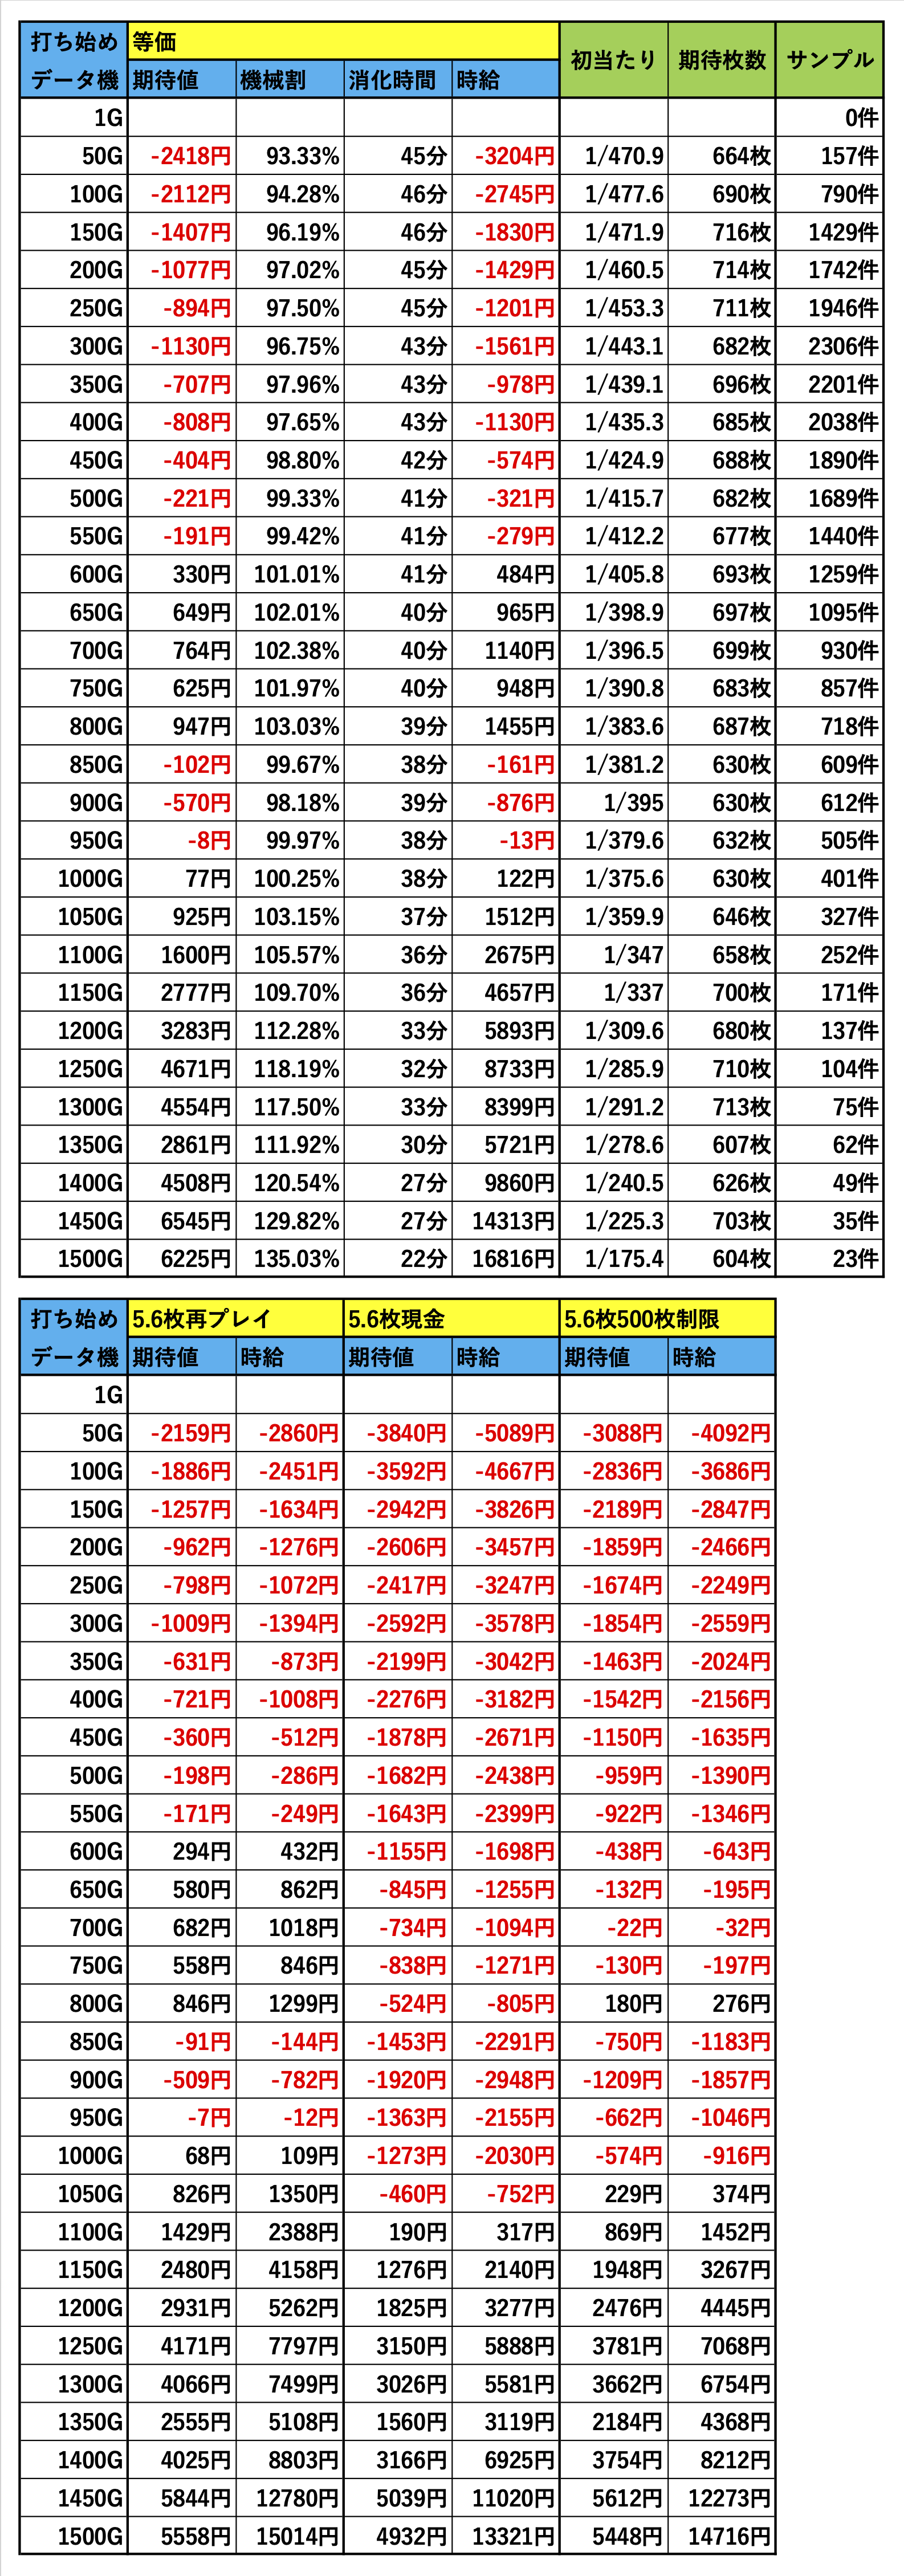 打ち始め 等価 初当たり 期待枚数 サンプル
データ機 期待値 機械割 消化時間 時給
1G 0件
50G -2418円 93.33% 45分 -3204円 1/470.9 664枚 157件
100G -2112円 94.28% 46分 -2745円 1/477.6 690枚 790件
150G -1407円 96.19% 46分 -1830円 1/471.9 716枚 1429件
200G -1077円 97.02% 45分 -1429円 1/460.5 714枚 1742件
250G -894円 97.50% 45分 -1201円 1/453.3 711枚 1946件
300G -1130円 96.75% 43分 -1561円 1/443.1 682枚 2306件
350G -707円 97.96% 43分 -978円 1/439.1 696枚 2201件
400G -808円 97.65% 43分 -1130円 1/435.3 685枚 2038件
450G -404円 98.80% 42分 -574円 1/424.9 688枚 1890件
500G -221円 99.33% 41分 -321円 1/415.7 682枚 1689件
550G -191円 99.42% 41分 -279円 1/412.2 677枚 1440件
600G 330円 101.01% 41分 484円 1/405.8 693枚 1259件
650G 649円 102.01% 40分 965円 1/398.9 697枚 1095件
700G 764円 102.38% 40分 1140円 1/396.5 699枚 930件
750G 625円 101.97% 40分 948円 1/390.8 683枚 857件
800G 947円 103.03% 39分 1455円 1/383.6 687枚 718件
850G -102円 99.67% 38分 -161円 1/381.2 630枚 609件
900G -570円 98.18% 39分 -876円 1/395 630枚 612件
950G -8円 99.97% 38分 -13円 1/379.6 632枚 505件
1000G 77円 100.25% 38分 122円 1/375.6 630枚 401件
1050G 925円 103.15% 37分 1512円 1/359.9 646枚 327件
1100G 1600円 105.57% 36分 2675円 1/347 658枚 252件
1150G 2777円 109.70% 36分 4657円 1/337 700枚 171件
1200G 3283円 112.28% 33分 5893円 1/309.6 680枚 137件
1250G 4671円 118.19% 32分 8733円 1/285.9 710枚 104件
1300G 4554円 117.50% 33分 8399円 1/291.2 713枚 75件
1350G 2861円 111.92% 30分 5721円 1/278.6 607枚 62件
1400G 4508円 120.54% 27分 9860円 1/240.5 626枚 49件
1450G 6545円 129.82% 27分 14313円 1/225.3 703枚 35件
1500G 6225円 135.03% 22分 16816円 1/175.4 604枚 23件
打ち始め 5.6枚再プレイ 5.6枚現金 5.6枚500枚制限
データ機 期待値 時給 期待値 時給 期待値 時給
1G
50G -2159円 -2860円 -3840円 -5089円 -3088円 -4092円
100G -1886円 -2451円 -3592円 -4667円 -2836円 -3686円
150G -1257円 -1634円 -2942円 -3826円 -2189円 -2847円
200G -962円 -1276円 -2606円 -3457円 -1859円 -2466円
250G -798円 -1072円 -2417円 -3247円 -1674円 -2249円
300G -1009円 -1394円 -2592円 -3578円 -1854円 -2559円
350G -631円 -873円 -2199円 -3042円 -1463円 -2024円
400G -721円 -1008円 -2276円 -3182円 -1542円 -2156円
450G -360円 -512円 -1878円 -2671円 -1150円 -1635円
500G -198円 -286円 -1682円 -2438円 -959円 -1390円
550G -171円 -249円 -1643円 -2399円 -922円 -1346円
600G 294円 432円 -1155円 -1698円 -438円 -643円
650G 580円 862円 -845円 -1255円 -132円 -195円
700G 682円 1018円 -734円 -1094円 -22円 -32円
750G 558円 846円 -838円 -1271円 -130円 -197円
800G 846円 1299円 -524円 -805円 180円 276円
850G -91円 -144円 -1453円 -2291円 -750円 -1183円
900G -509円 -782円 -1920円 -2948円 -1209円 -1857円
950G -7円 -12円 -1363円 -2155円 -662円 -1046円
1000G 68円 109円 -1273円 -2030円 -574円 -916円
1050G 826円 1350円 -460円 -752円 229円 374円
1100G 1429円 2388円 190円 317円 869円 1452円
1150G 2480円 4158円 1276円 2140円 1948円 3267円
1200G 2931円 5262円 1825円 3277円 2476円 4445円
1250G 4171円 7797円 3150円 5888円 3781円 7068円
1300G 4066円 7499円 3026円 5581円 3662円 6754円
1350G 2555円 5108円 1560円 3119円 2184円 4368円
1400G 4025円 8803円 3166円 6925円 3754円 8212円
1450G 5844円 12780円 5039円 11020円 5612円 12273円
1500G 5558円 15014円 4932円 13321円 5448円 14716円